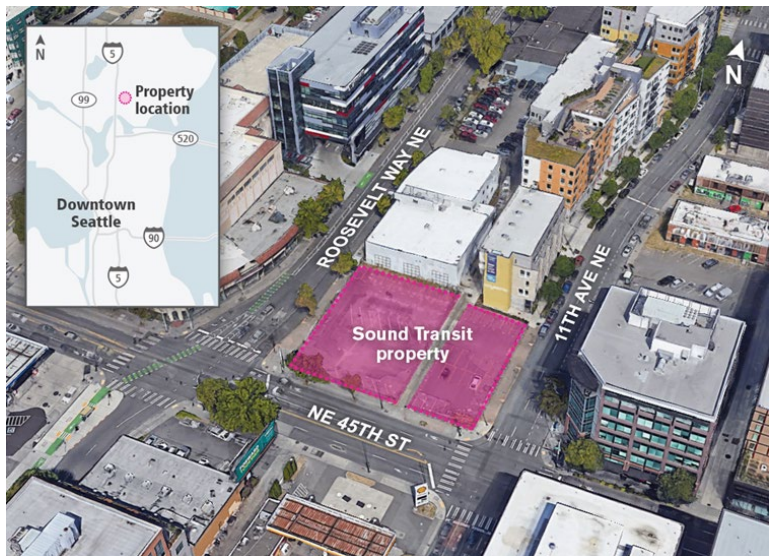 N
5
99
Property
location
520
Downtown
Seattle
90
5
N
ROOSEVELT WAY NE
11TH AVE NE
Sound Transit
property
NE 45TH ST